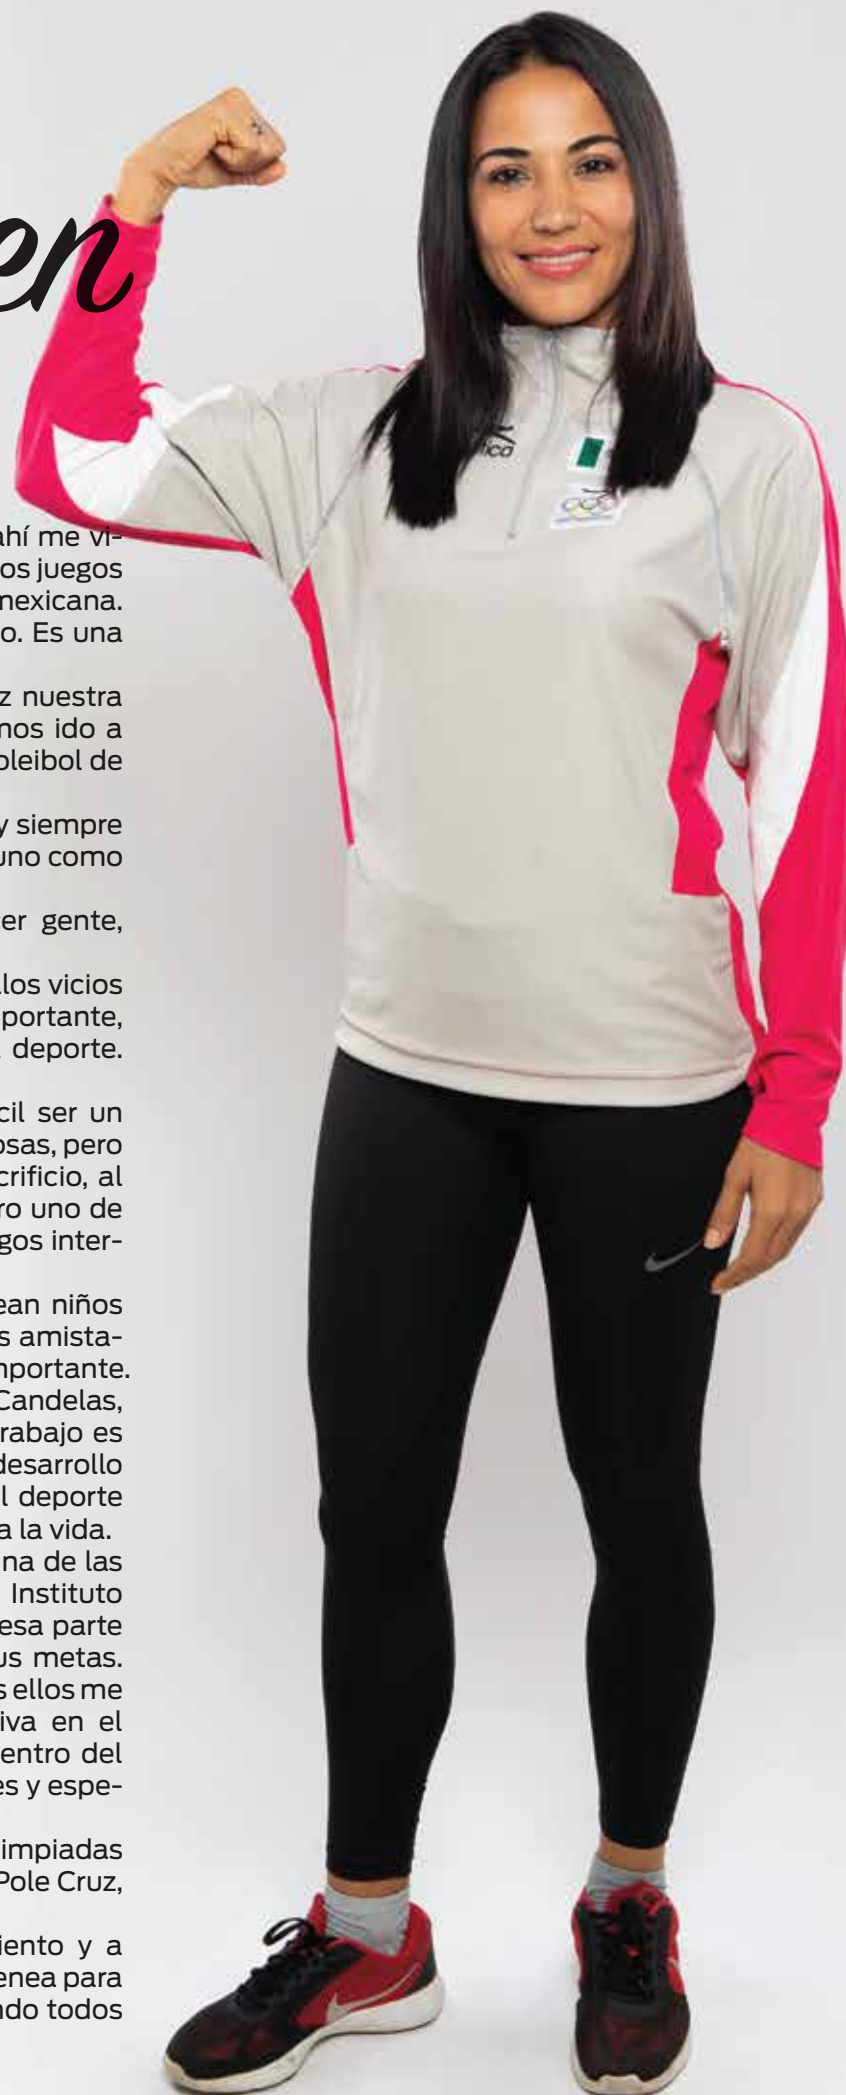 en
ahí me vi-
os juegos
mexicana.
o. Es una
z nuestra
mos ido a
oleibol de
y siempre
uno como
er gente,
los vicios
portante,
deporte.
cil ser un
osas, pero
crificio, al
ro uno de
gos inter-
ean niños
s amista-
mportante.
Candelas,
rabajo es
desarrollo
l deporte
a la vida.
na de las
Instituto
esa parte
us metas.
s ellos me
iva en el
entro del
es y espe-
impiadas
Pole Cruz,
iento y a
enea para
ndo todos